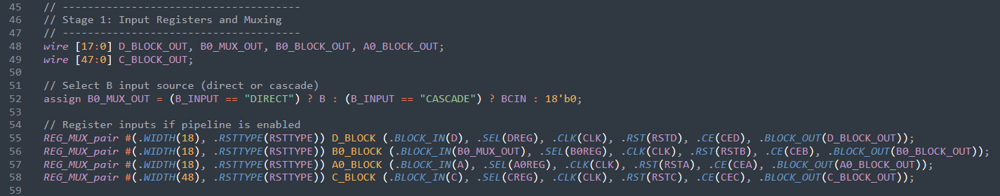 45 // ----------------------------------------
46 // Stage 1: Input Registers and Muxing
47 // ----------------------------------------
48 wire [17:0] D_BLOCK_OUT, B0_MUX_OUT, B0_BLOCK_OUT, A0_BLOCK_OUT;
49 wire [47:0] C_BLOCK_OUT;
50
51 // Select B input source (direct or cascade)
52 assign B0_MUX_OUT = (B_INPUT == "DIRECT") ? B : (B_INPUT == "CASCADE") ? BCIN : 18'b0;
53
54 // Register inputs if pipeline is enabled
55 REG_MUX_pair #(.WIDTH(18), .RSTTYPE(RSTTYPE)) D_BLOCK (.BLOCK_IN(D), .SEL(DREG), .CLK(CLK), .RST(RSTD), .CE(CED), .BLOCK_OUT(D_BLOCK_OUT));
56 REG_MUX_pair #(.WIDTH(18), .RSTTYPE(RSTTYPE)) B0_BLOCK (.BLOCK_IN(B0_MUX_OUT), .SEL(B0REG), .CLK(CLK), .RST(RSTB), .CE(CEB), .BLOCK_OUT(B0_BLOCK_OUT));
57 REG_MUX_pair #(.WIDTH(18), .RSTTYPE(RSTTYPE)) A0_BLOCK (.BLOCK_IN(A), .SEL(A0REG), .CLK(CLK), .RST(RSTA), .CE(CEA), .BLOCK_OUT(A0_BLOCK_OUT));
58 REG_MUX_pair #(.WIDTH(48), .RSTTYPE(RSTTYPE)) C_BLOCK (.BLOCK_IN(C), .SEL(CREG), .CLK(CLK), .RST(RSTC), .CE(CEC), .BLOCK_OUT(C_BLOCK_OUT));
59